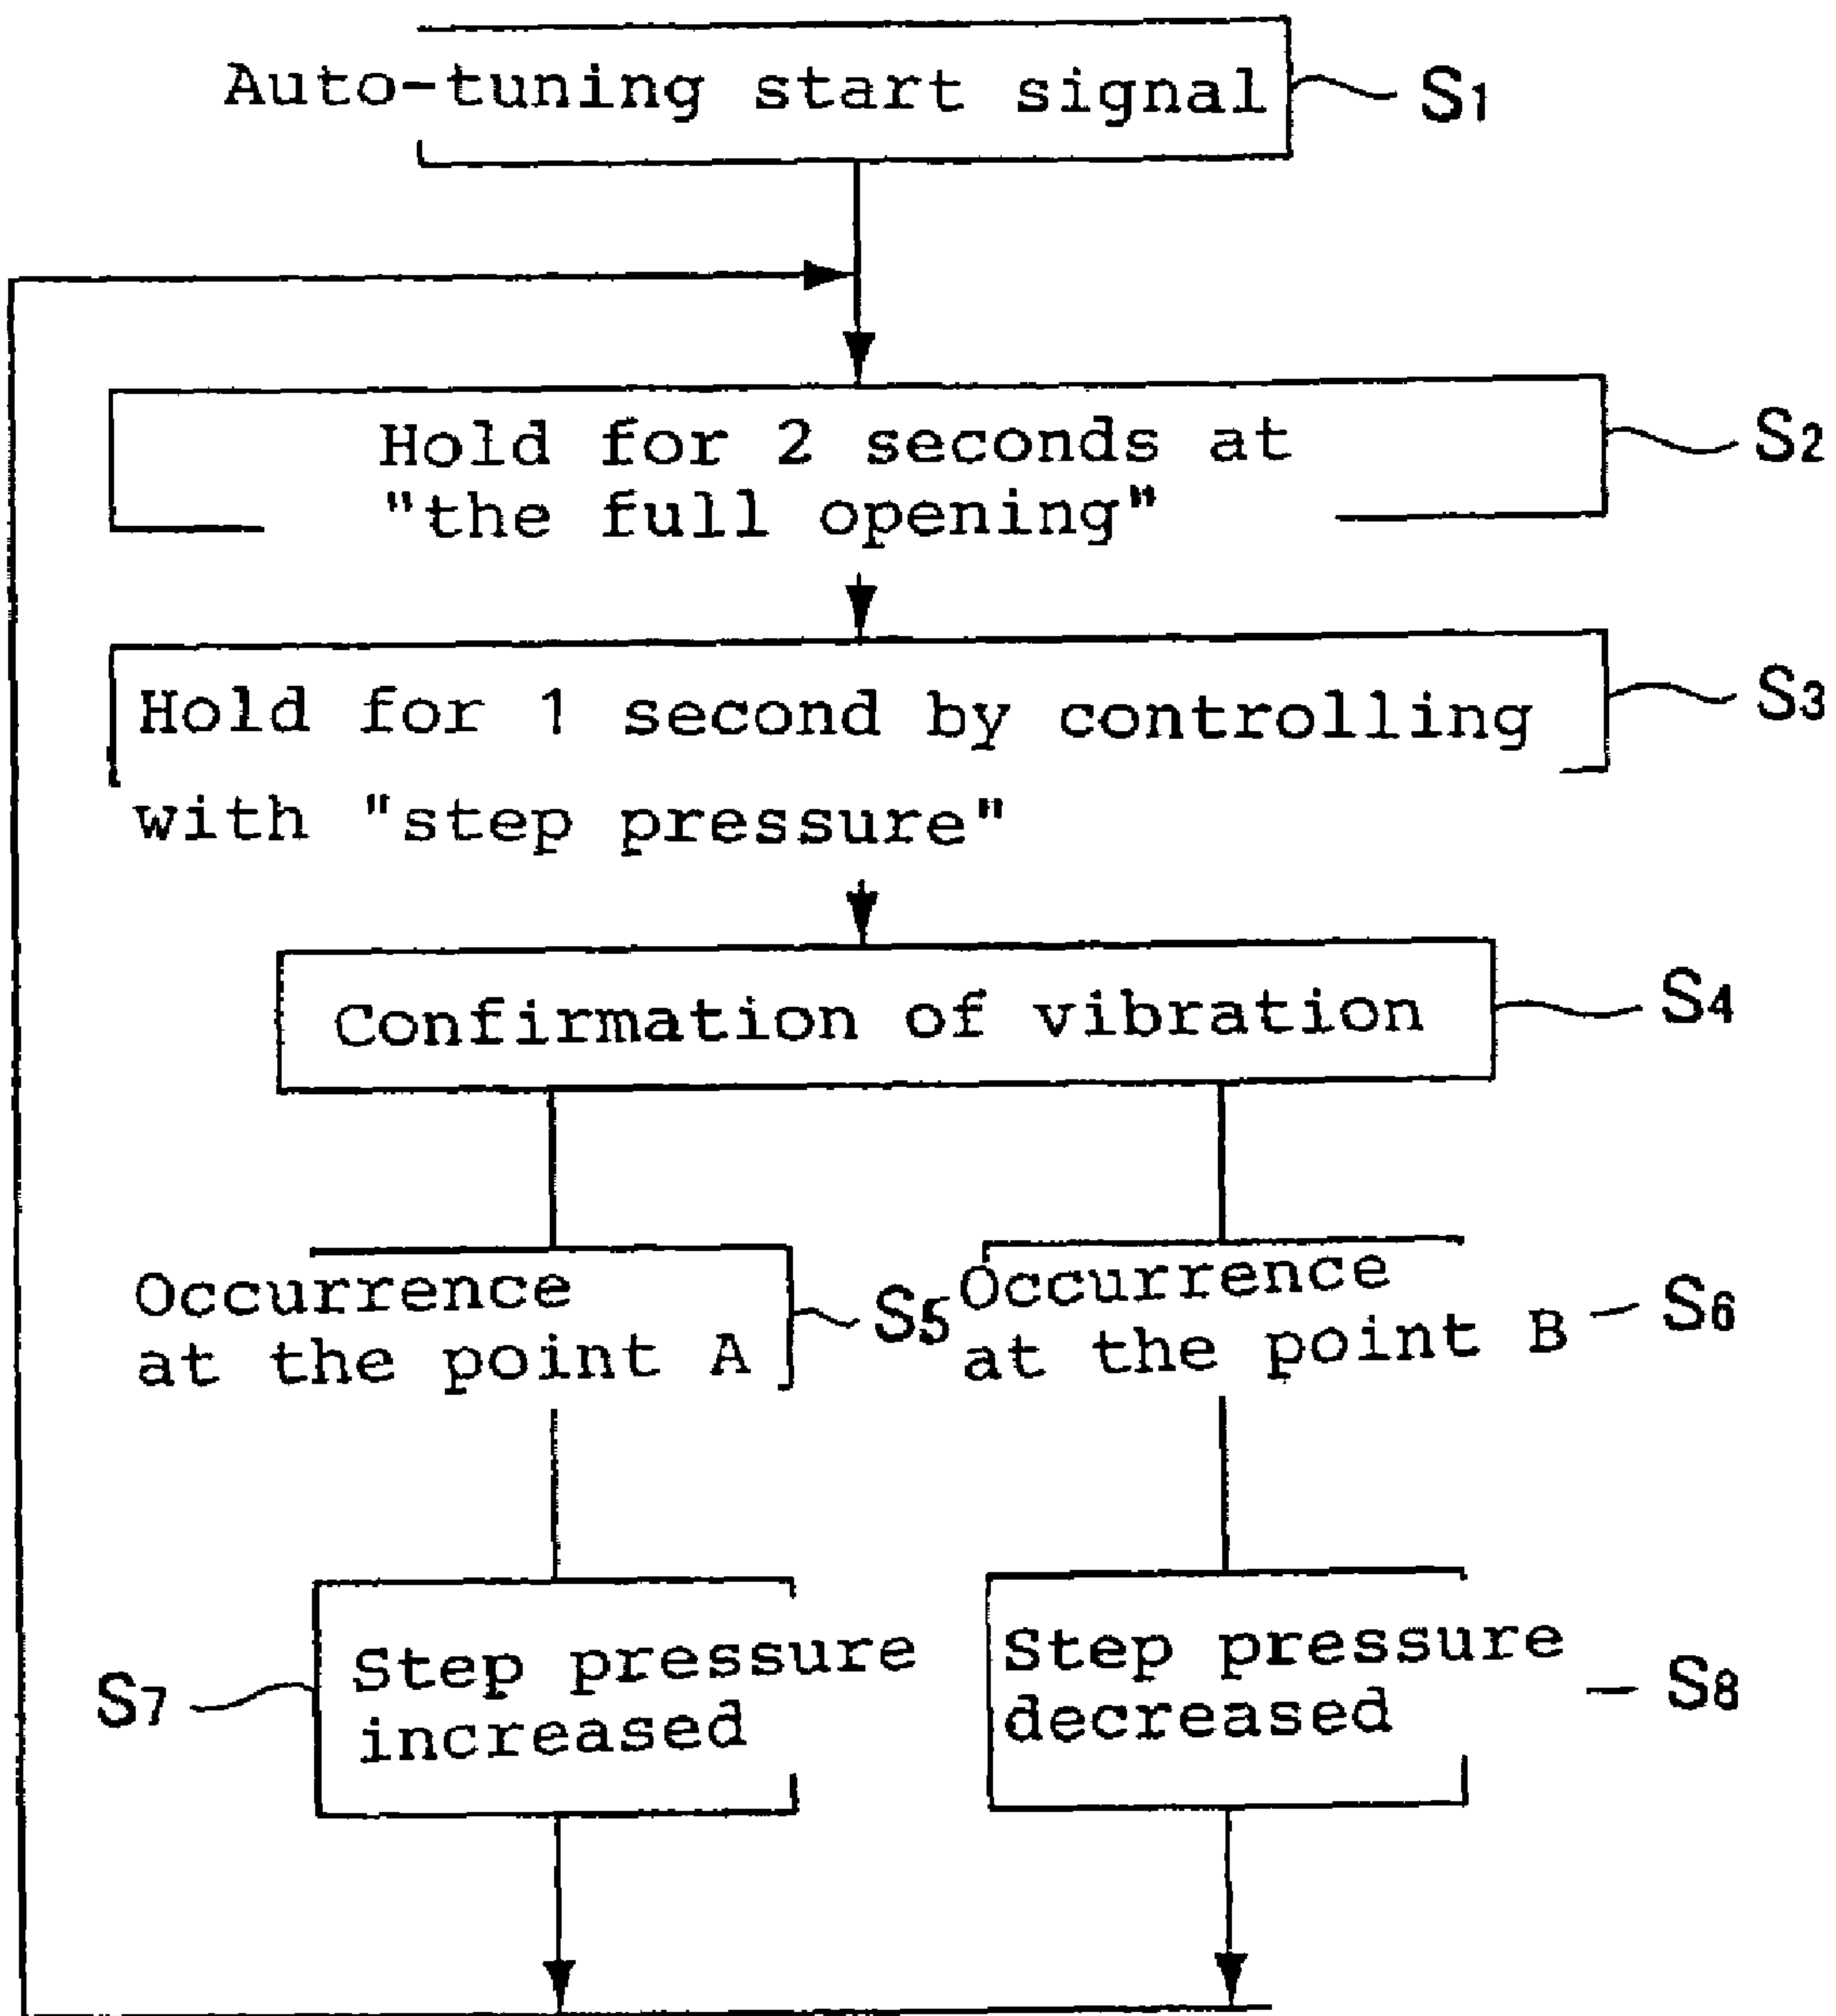 Auto-tuning start signal
S1
Hold for 2 seconds at
"the full opening"
S2
Hold for 1 second by controlling
with "step pressure"
S3
Confirmation of vibration
S4
Occurrence
at the point A
S5
Occurrence
at the point B
S6
S7
Step pressure
increased
Step pressure
decreased
S8